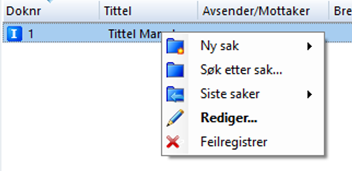 Doknr Tittel Avsender/Mottaker Bre
I 1 Tittel Man
Ny sak
Søk etter sak...
Siste saker
Rediger...
Feilregistrer